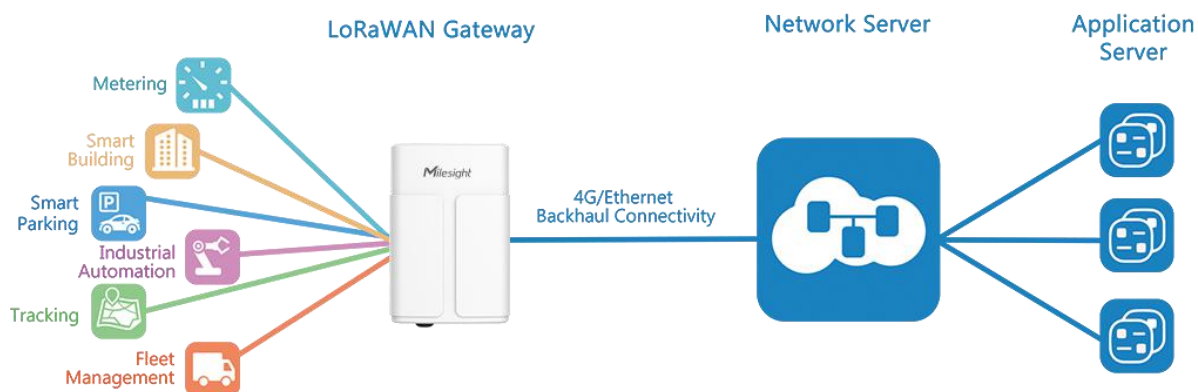 LoRaWAN Gateway
Network Server
Application
Server
Metering
Smart
Building
Smart
Parking
Industrial
Automation
Tracking
Fleet
Management
Milesight
4G/Ethernet
Backhaul Connectivity
P